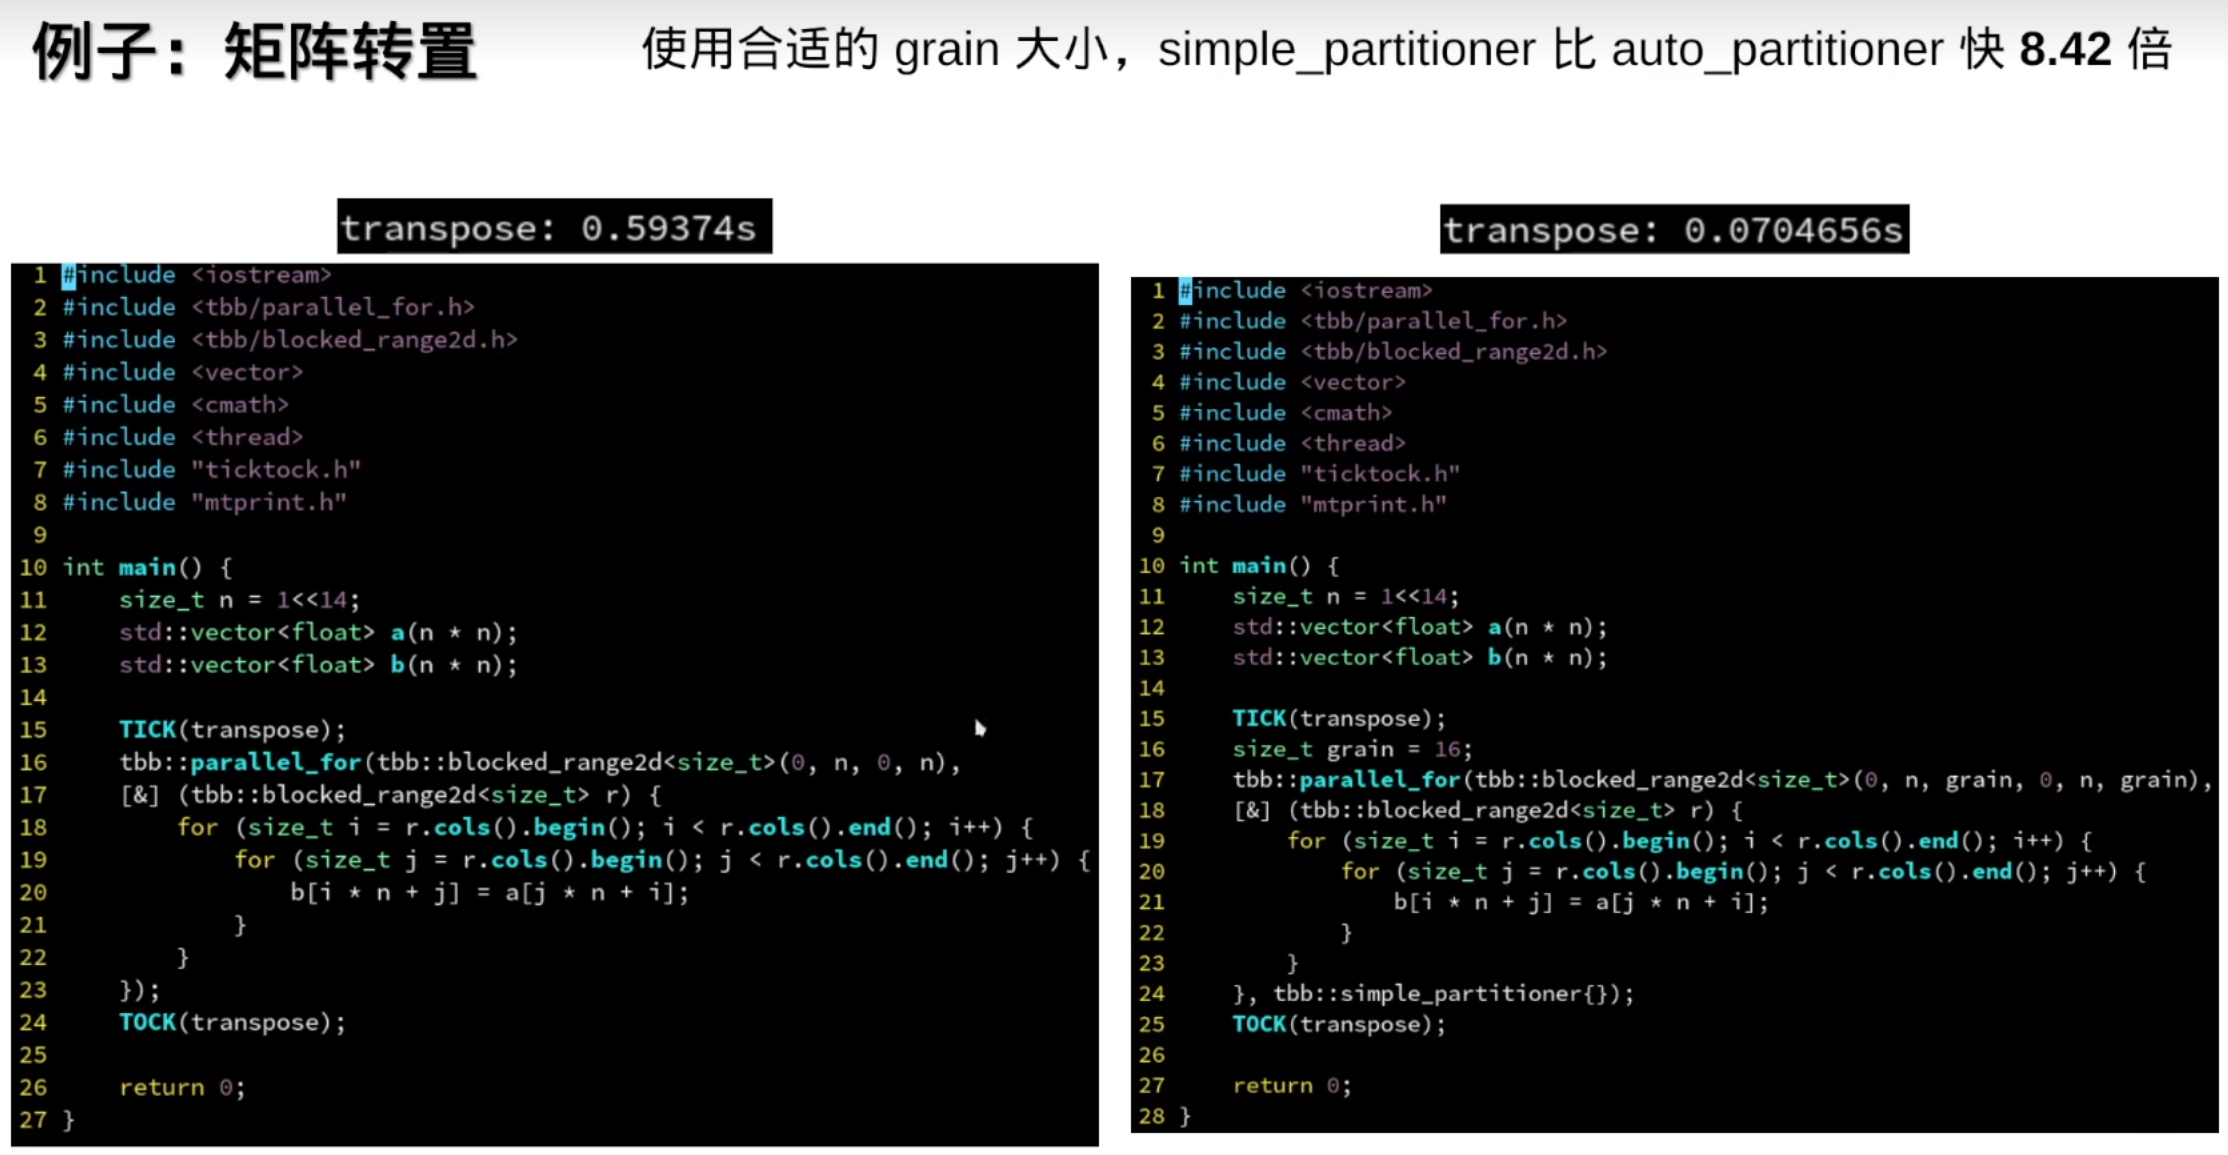 例子：矩阵转置
使用合适的 grain 大小，simple_partitioner 比 auto_partitioner 快 8.42 倍
transpose: 0.59374s
1 #include <iostream>
2 #include <tbb/parallel_for.h>
3 #include <tbb/blocked_range2d.h>
4 #include <vector>
5 #include <cmath>
6 #include <thread>
7 #include "ticktock.h"
8 #include "mtprint.h"
9
10 int main() {
11     size_t n = 1<<14;
12     std::vector<float> a(n * n);
13     std::vector<float> b(n * n);
14
15     TICK(transpose);
16     tbb::parallel_for(tbb::blocked_range2d<size_t>(0, n, 0, n),
17     [&] (tbb::blocked_range2d<size_t> r) {
18         for (size_t i = r.cols().begin(); i < r.cols().end(); i++) {
19             for (size_t j = r.cols().begin(); j < r.cols().end(); j++) {
20                 b[i * n + j] = a[j * n + i];
21             }
22         }
23     });
24     TOCK(transpose);
25
26     return 0;
27 }
transpose: 0.0704656s
1 #include <iostream>
2 #include <tbb/parallel_for.h>
3 #include <tbb/blocked_range2d.h>
4 #include <vector>
5 #include <cmath>
6 #include <thread>
7 #include "ticktock.h"
8 #include "mtprint.h"
9
10 int main() {
11     size_t n = 1<<14;
12     std::vector<float> a(n * n);
13     std::vector<float> b(n * n);
14
15     TICK(transpose);
16     size_t grain = 16;
17     tbb::parallel_for(tbb::blocked_range2d<size_t>(0, n, grain, 0, n, grain),
18     [&] (tbb::blocked_range2d<size_t> r) {
19         for (size_t i = r.cols().begin(); i < r.cols().end(); i++) {
20             for (size_t j = r.cols().begin(); j < r.cols().end(); j++) {
21                 b[i * n + j] = a[j * n + i];
22             }
23         }
24     }, tbb::simple_partitioner{});
25     TOCK(transpose);
26
27     return 0;
28 }